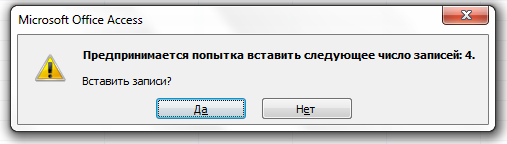 Microsoft Office Access
Предпринимается попытка вставить следующее число записей: 4.
Вставить записи?
Да
Нет